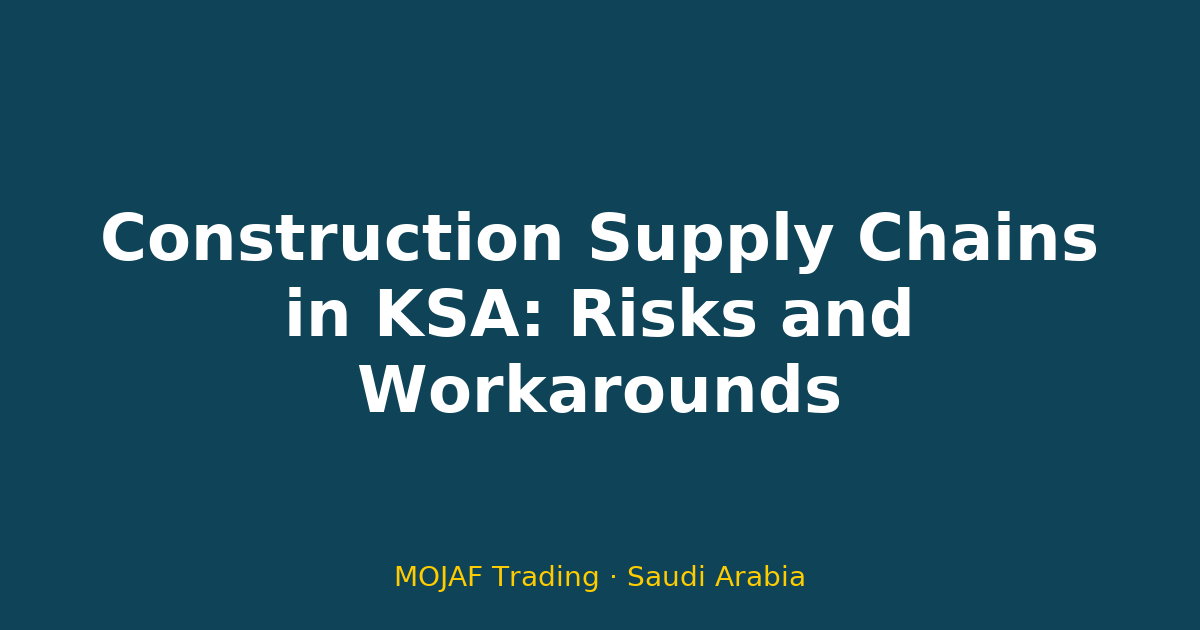 Construction Supply Chains
in KSA: Risks and
Workarounds
MOJAF Trading · Saudi Arabia